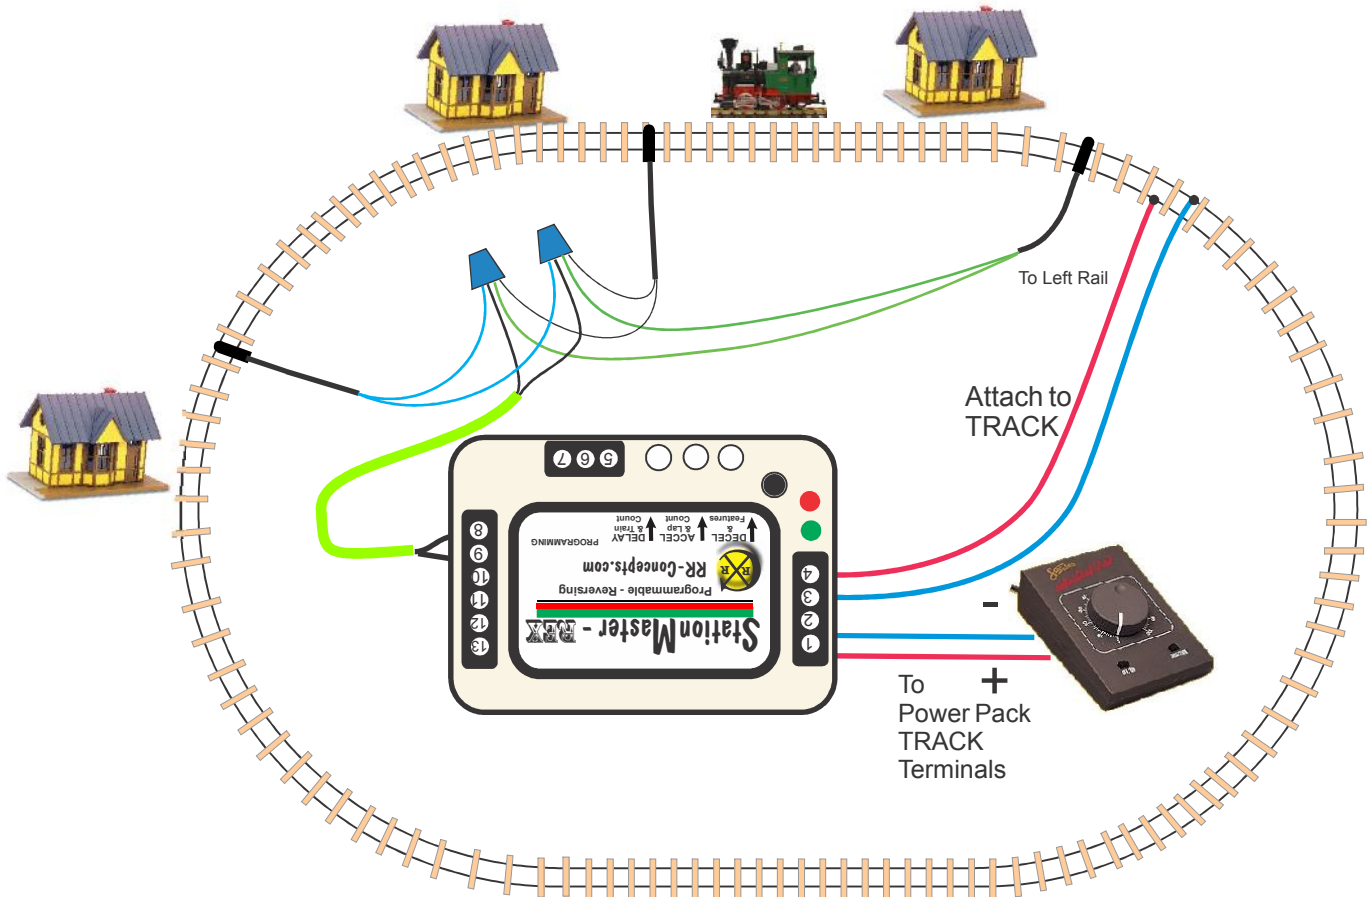 To Left Rail
Attach to
TRACK
7 6 5
8
9
10
11
12
13
DECEL & Features
ACCEL & Lap Count
DELAY & Train Count
PROGRAMMING
R R
RR-Concepts.com
Programmable - Reversing
StationMaster - REX
4
3
2
1
-
+
To
Power Pack
TRACK
Terminals